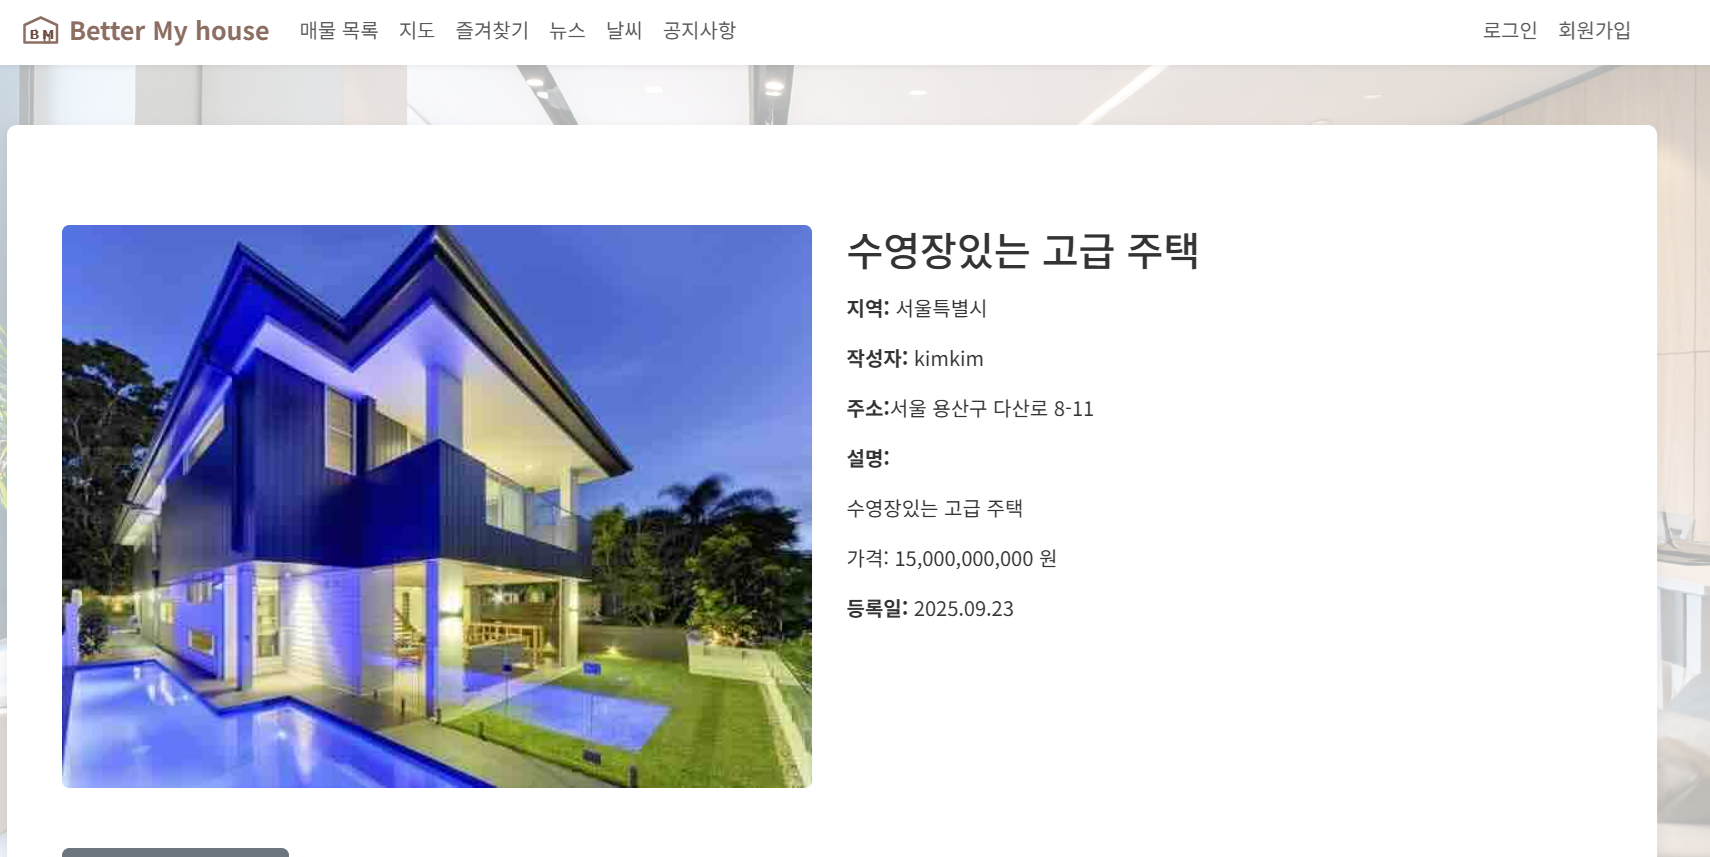 BM Better My house 매물 목록 지도 즐겨찾기 뉴스 날씨 공지사항 로그인 회원가입
수영장있는 고급 주택
지역: 서울특별시
작성자: kimkim
주소:서울 용산구 다산로 8-11
설명:
수영장있는 고급 주택
가격: 15,000,000,000 원
등록일: 2025.09.23